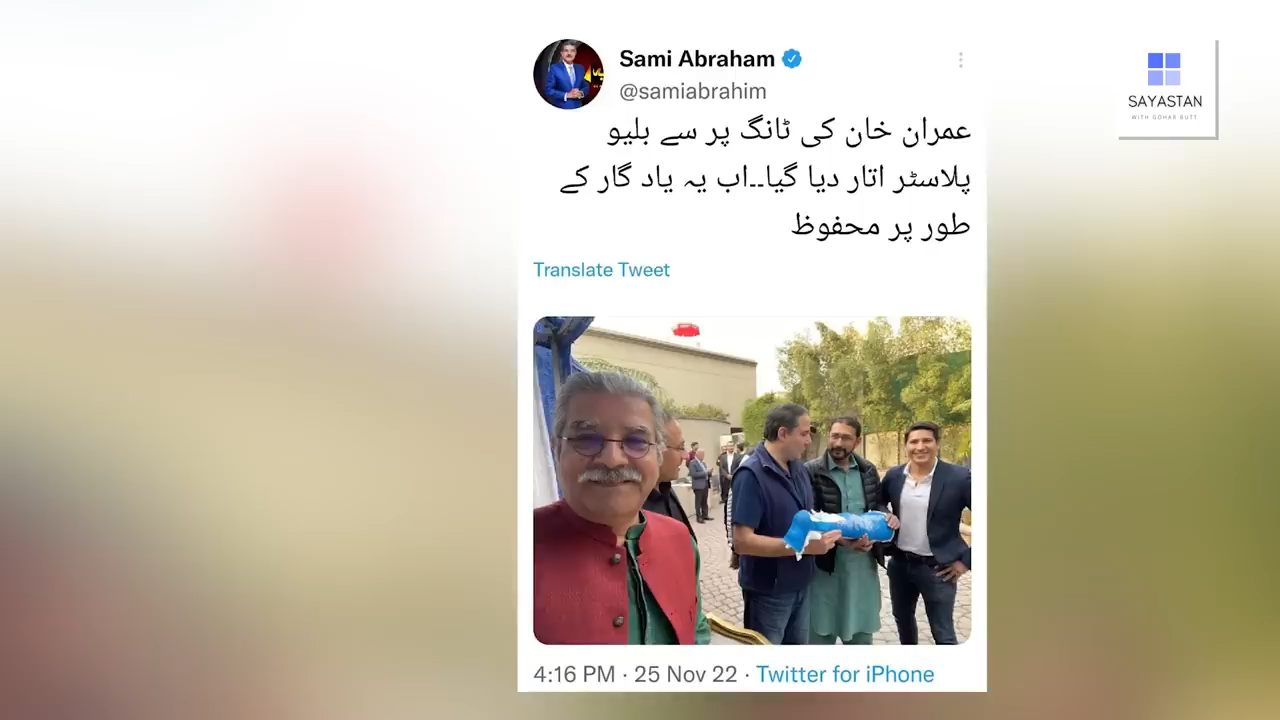 Sami Abraham
@samiabrahim
عمران خان کی ٹانگ پر سے بلیو
پلاسٹر اتار دیا گیا۔۔اب یہ یاد گار کے
طور پر محفوظ
Translate Tweet
4:16 PM · 25 Nov 22 · Twitter for iPhone
SAYASTAN
WITH GOHAR BUTT